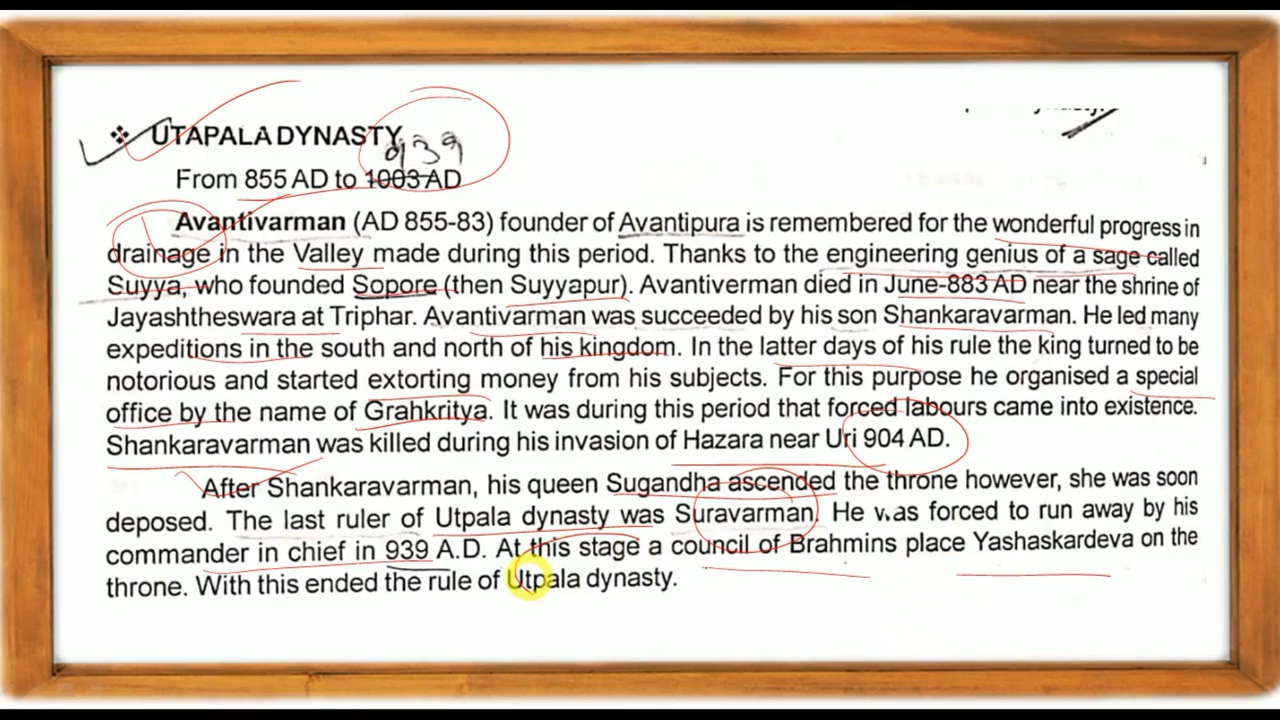 ❖ UTAPALA DYNASTY
939
From 855 AD to 1003 AD
Avantivarman (AD 855-83) founder of Avantipura is remembered for the wonderful progress in
drainage in the Valley made during this period. Thanks to the engineering genius of a sage called
Suyya, who founded Sopore (then Suyyapur). Avantiverman died in June-883 AD near the shrine of
Jayashtheswara at Triphar. Avantivarman was succeeded by his son Shankaravarman. He led many
expeditions in the south and north of his kingdom. In the latter days of his rule the king turned to be
notorious and started extorting money from his subjects. For this purpose he organised a special
office by the name of Grahkritya. It was during this period that forced labours came into existence.
Shankaravarman was killed during his invasion of Hazara near Uri 904 AD.
After Shankaravarman, his queen Sugandha ascended the throne however, she was soon
deposed. The last ruler of Utpala dynasty was Suravarman. He was forced to run away by his
commander in chief in 939 A.D. At this stage a council of Brahmins place Yashaskardeva on the
throne. With this ended the rule of Utpala dynasty.